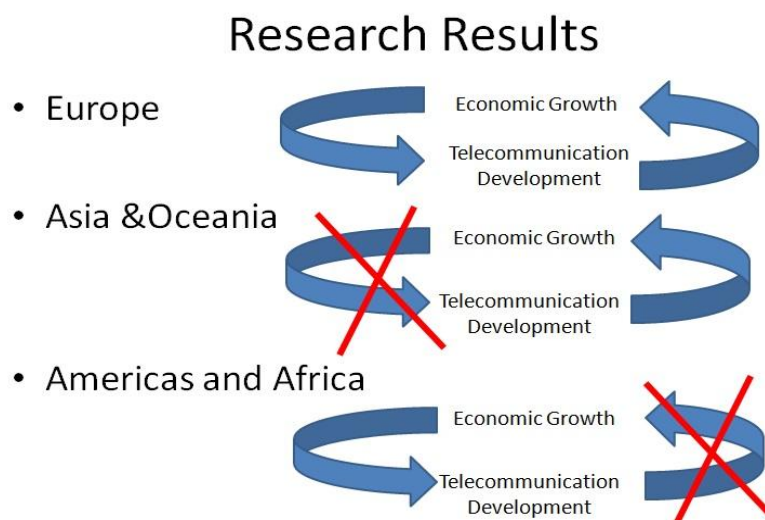 Research Results
• Europe
Economic Growth
Telecommunication
Development
• Asia &Oceania
Economic Growth
Telecommunication
Development
• Americas and Africa
Economic Growth
Telecommunication
Development